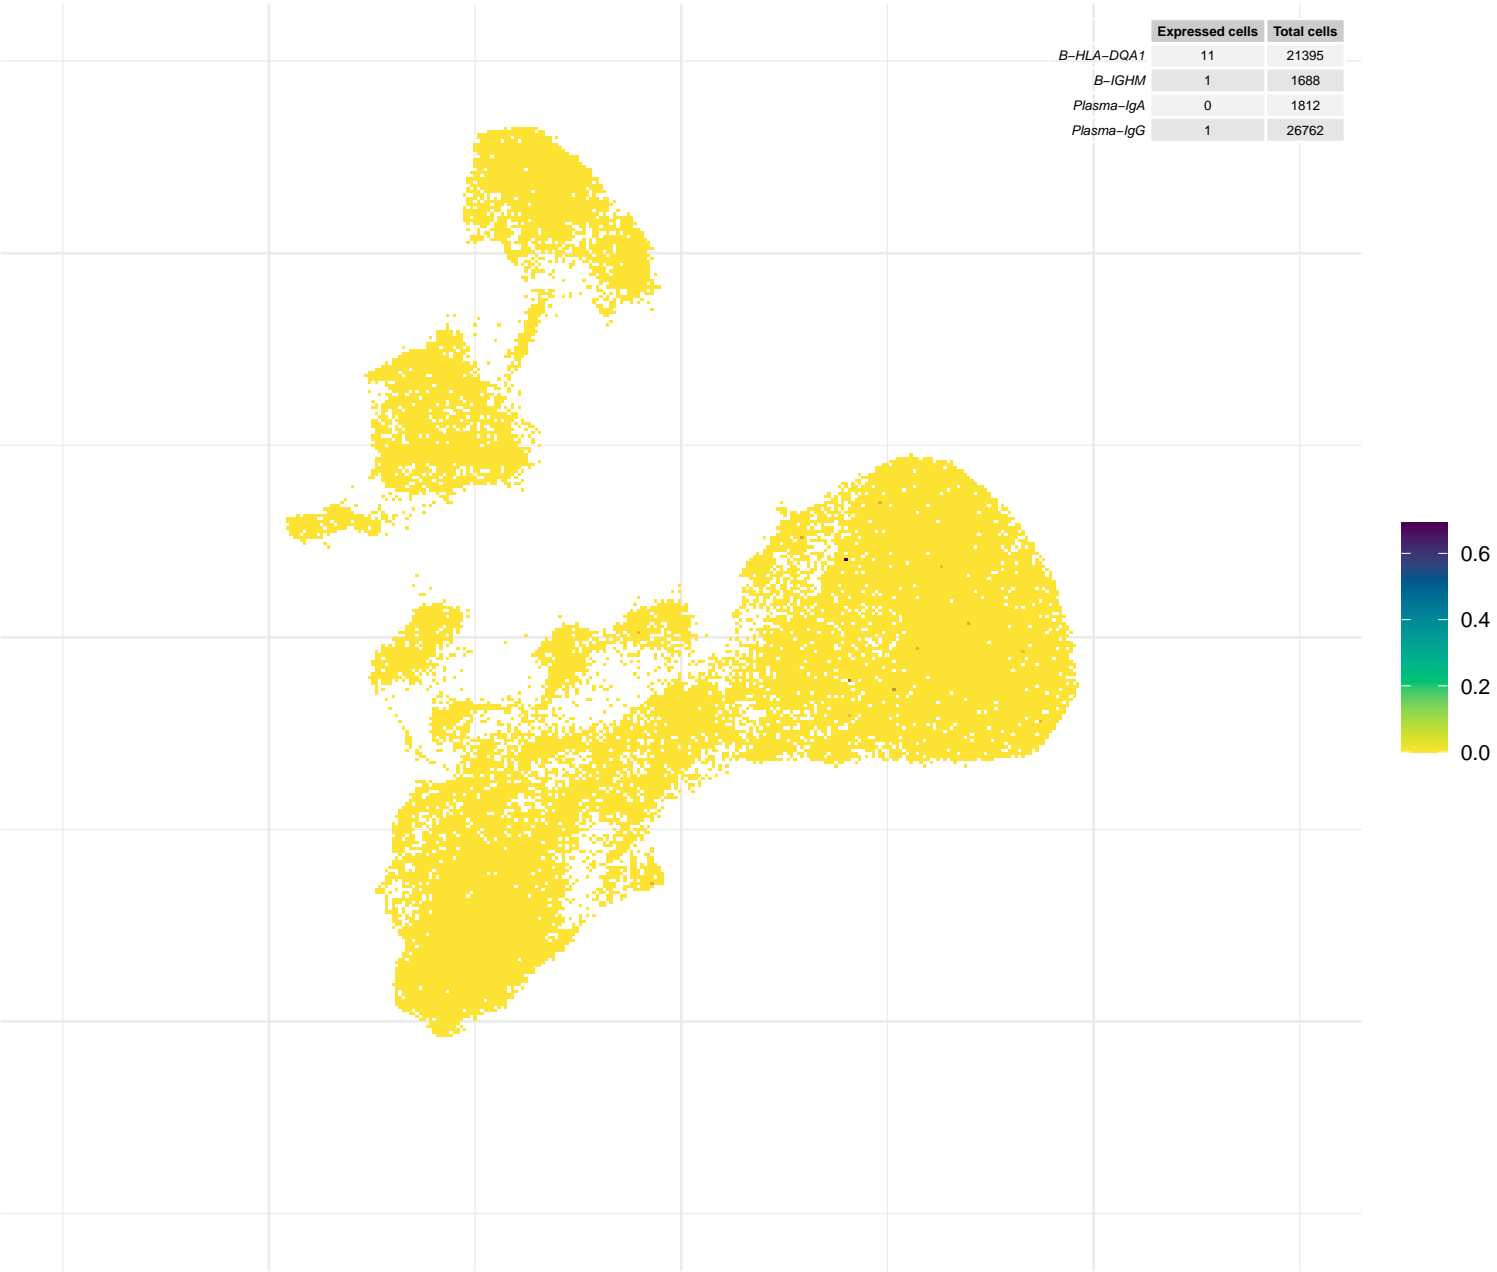 Expressed cells Total cells
B−HLA−DQA1 11 21395
B−IGHM 1 1688
Plasma−IgA 0 1812
Plasma−IgG 1 26762
0.6
0.4
0.2
0.0